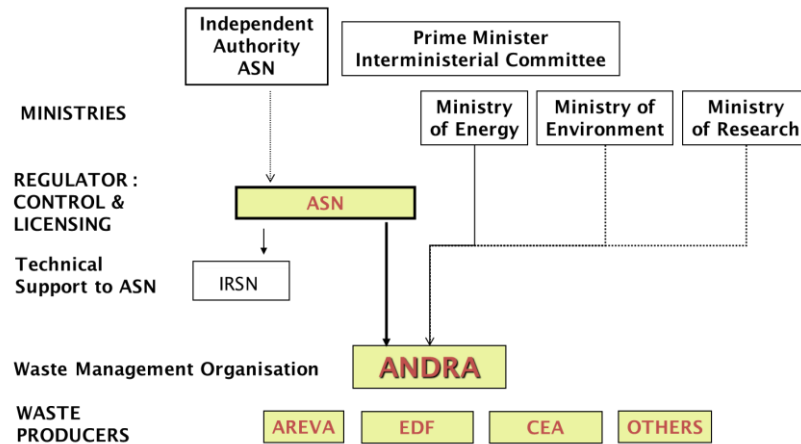 Independent
Authority
ASN
Prime Minister
Interministerial Committee
MINISTRIES
Ministry
of Energy
Ministry of
Environment
Ministry
of Research
REGULATOR :
CONTROL &
LICENSING
ASN
Technical
Support to ASN
IRSN
Waste Management Organisation
ANDRA
WASTE
PRODUCERS
AREVA
EDF
CEA
OTHERS